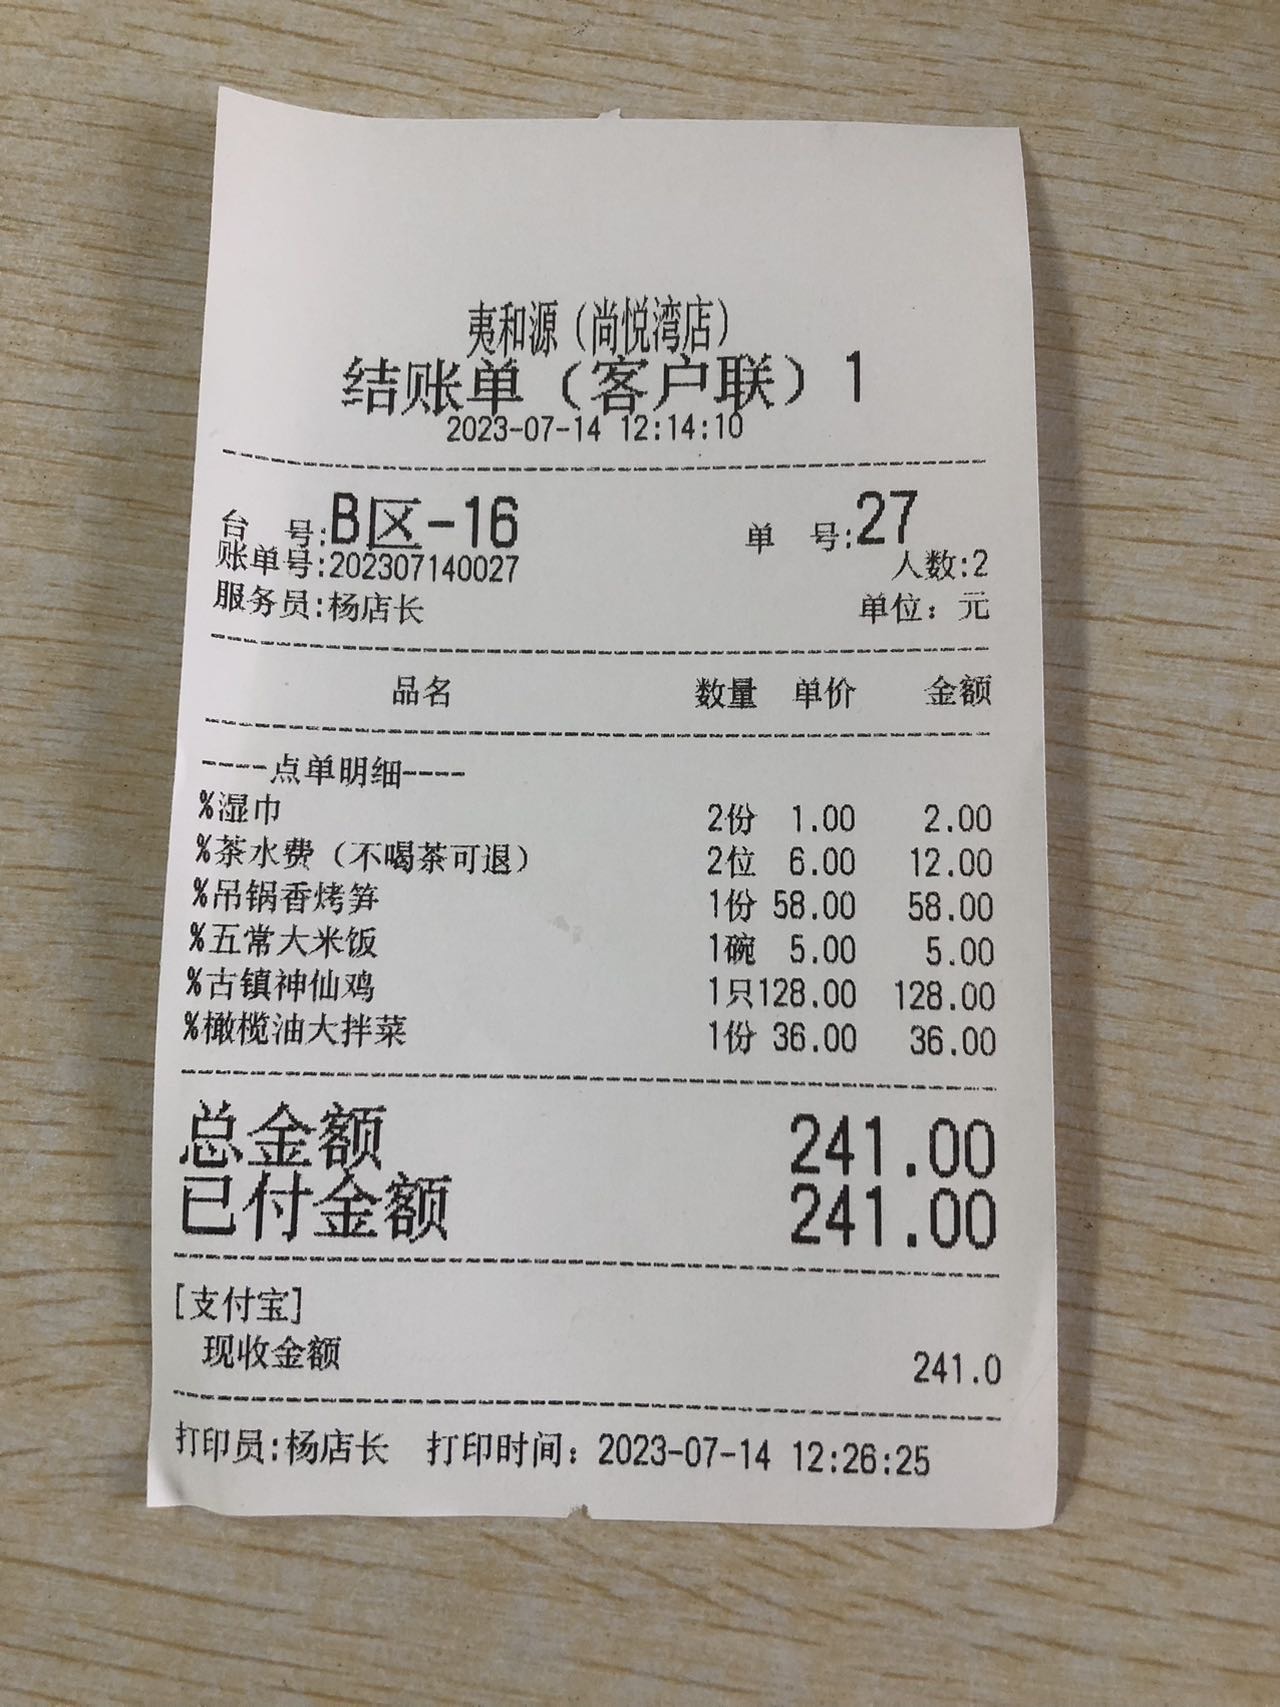 夷和源（尚悦湾店）
结账单（客户联）1
2023-07-14 12:14:10
台 号:B区-16 单 号:27
账单号:202307140027 人数:2
服务员:杨店长 单位：元
品名 数量 单价 金额
----点单明细----
%湿巾 2份 1.00 2.00
%茶水费（不喝茶可退） 2位 6.00 12.00
%吊锅香烤笋 1份 58.00 58.00
%五常大米饭 1碗 5.00 5.00
%古镇神仙鸡 1只 128.00 128.00
%橄榄油大拌菜 1份 36.00 36.00
总金额 241.00
已付金额 241.00
[支付宝]
现收金额 241.0
打印员:杨店长 打印时间：2023-07-14 12:26:25